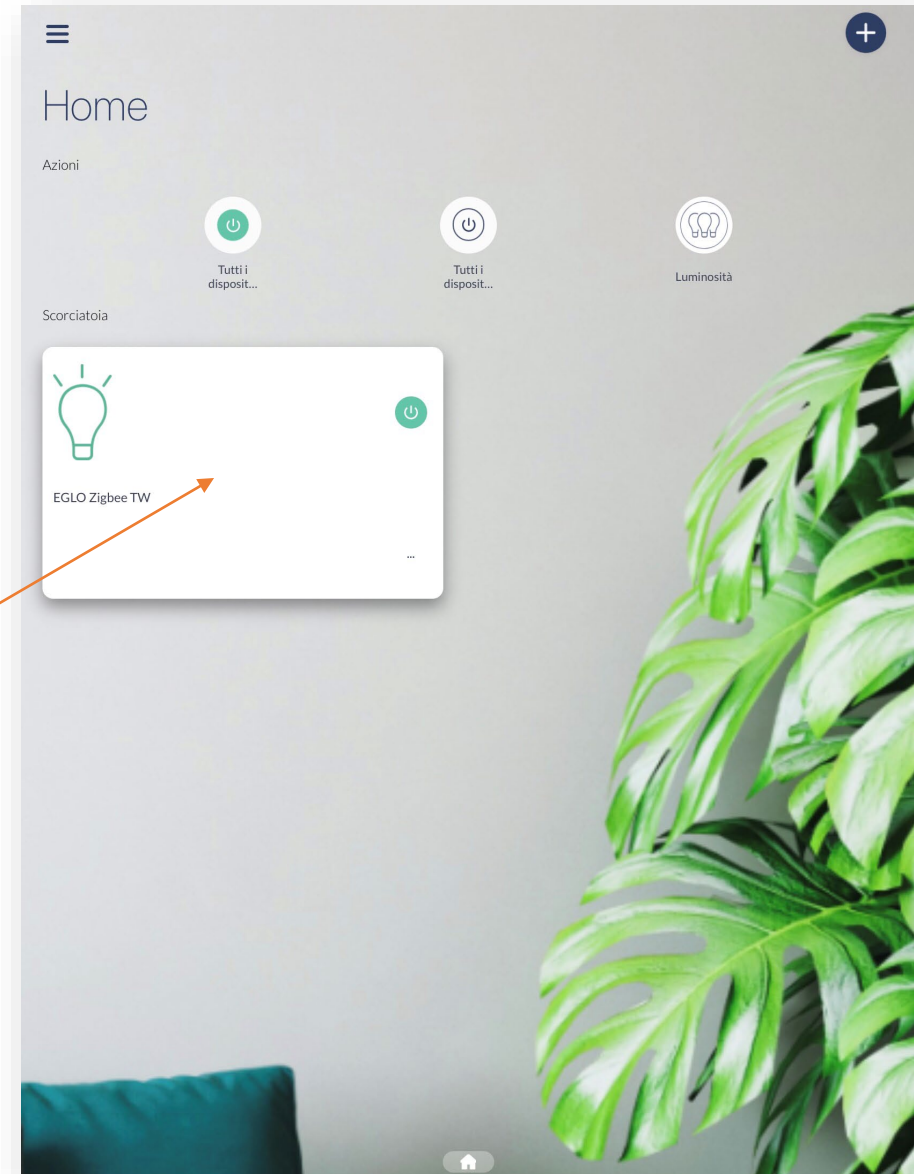 Home
Azioni
Tutti i
disposit...
Tutti i
disposit...
Luminosità
Scorciatoia
EGLO Zigbee TW
...